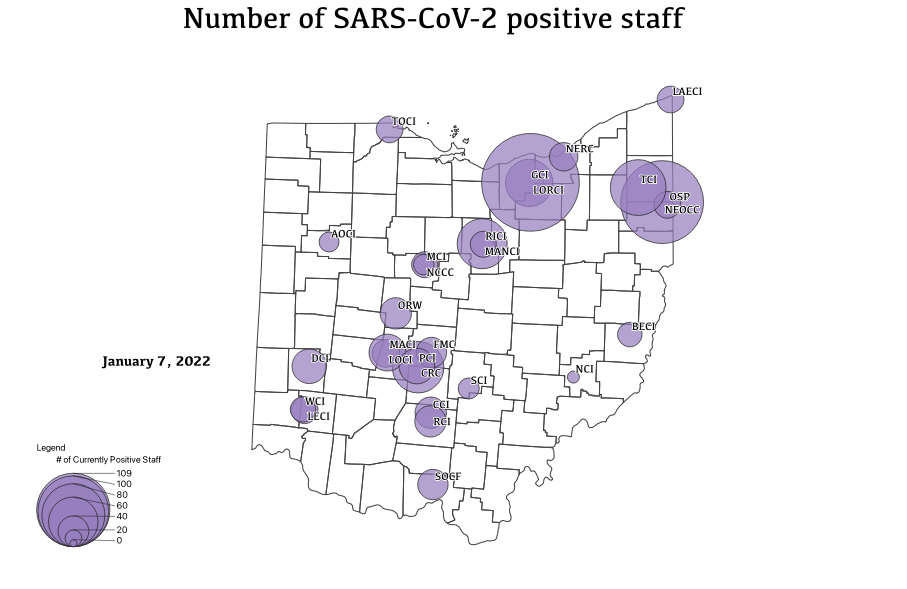 Number of SARS-CoV-2 positive staff
LAECI
TOCI
NERC
GCI
TCI
LORCI
OSP
NFOCC
AOCI
RICI
MANCI
MCI
NCCC
ORW
BECI
January 7, 2022
MACI
FMC
DCI
LOCI
PCI
CRC
NCI
SCI
WCI
CCI
LECI
RCI
SOCF
Legend
# of Currently Positive Staff
109
100
80
60
40
20
0